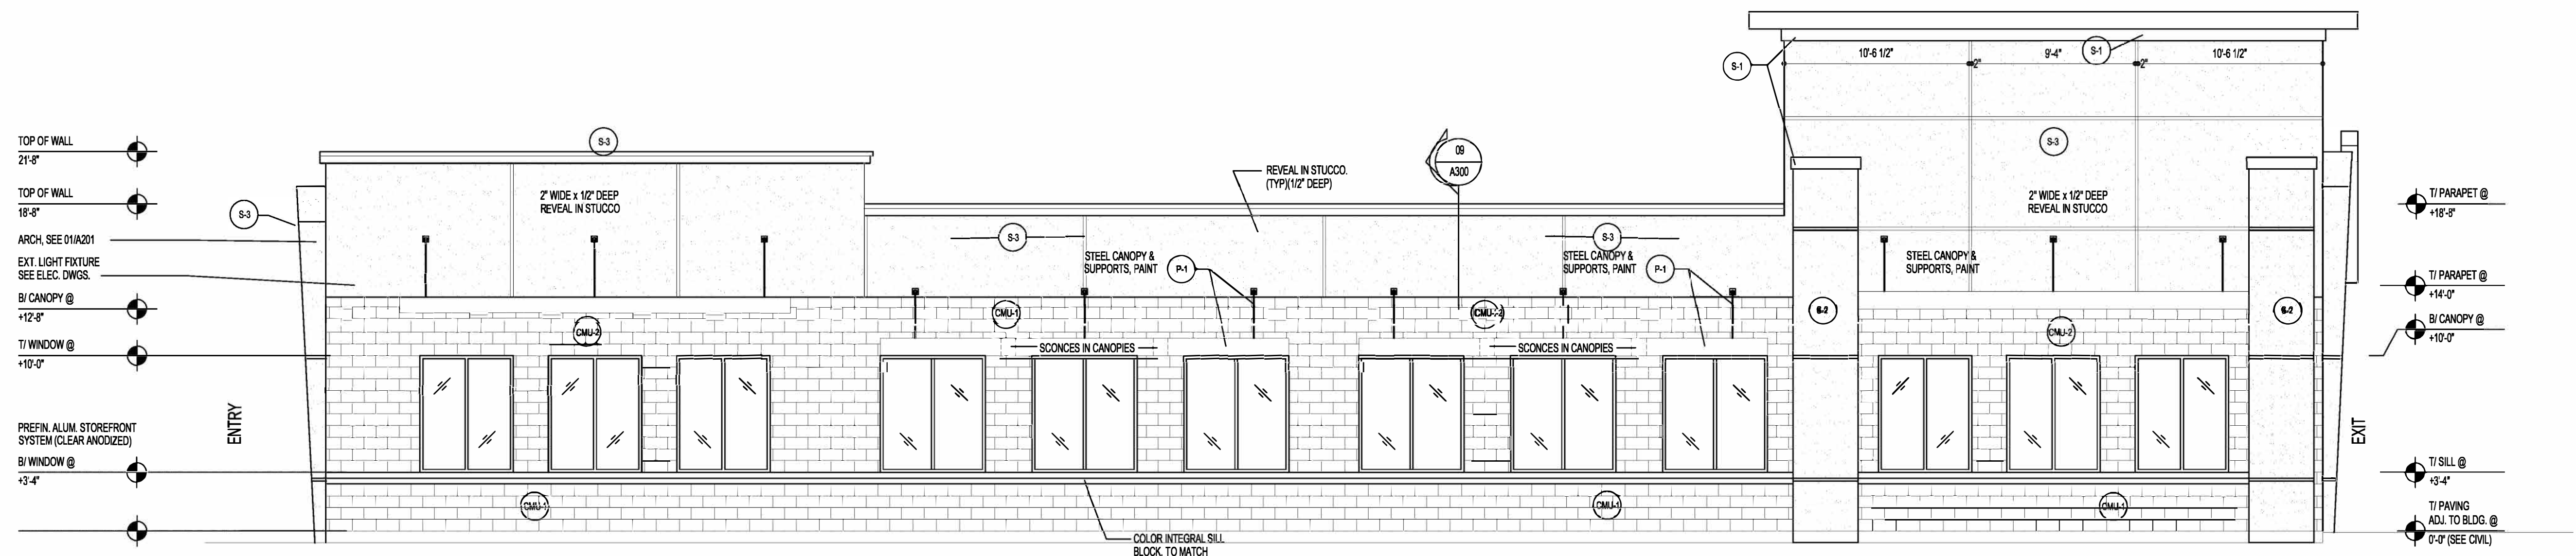 10'-6 1/2"
2"
9'-4"
S-1
2"
10'-6 1/2"
S-1
TOP OF WALL
21'-8"
S-3
09
A300
S-3
REVEAL IN STUCCO.
(TYP)(1/2" DEEP)
TOP OF WALL
18'-8"
2" WIDE x 1/2" DEEP
REVEAL IN STUCCO
2" WIDE x 1/2" DEEP
REVEAL IN STUCCO
T/ PARAPET @
+18'-8"
S-3
ARCH, SEE 01/A201
S-3
S-3
EXT. LIGHT FIXTURE
SEE ELEC. DWGS.
STEEL CANOPY &
SUPPORTS, PAINT
P-1
STEEL CANOPY &
SUPPORTS, PAINT
P-1
STEEL CANOPY &
SUPPORTS, PAINT
T/ PARAPET @
+14'-0"
B/ CANOPY @
+12'-8"
CMU-2
CMU-1
CMU-2
CMU-2
B/ CANOPY @
+10'-0"
T/ WINDOW @
+10'-0"
SCONCES IN CANOPIES
SCONCES IN CANOPIES
ENTRY
EXIT
PREFIN. ALUM. STOREFRONT
SYSTEM (CLEAR ANODIZED)
B/ WINDOW @
+3'-4"
T/ SILL @
+3'-4"
CMU-1
CMU-1
CMU-1
T/ PAVING
ADJ. TO BLDG. @
0'-0" (SEE CIVIL)
COLOR INTEGRAL SILL
BLOCK, TO MATCH